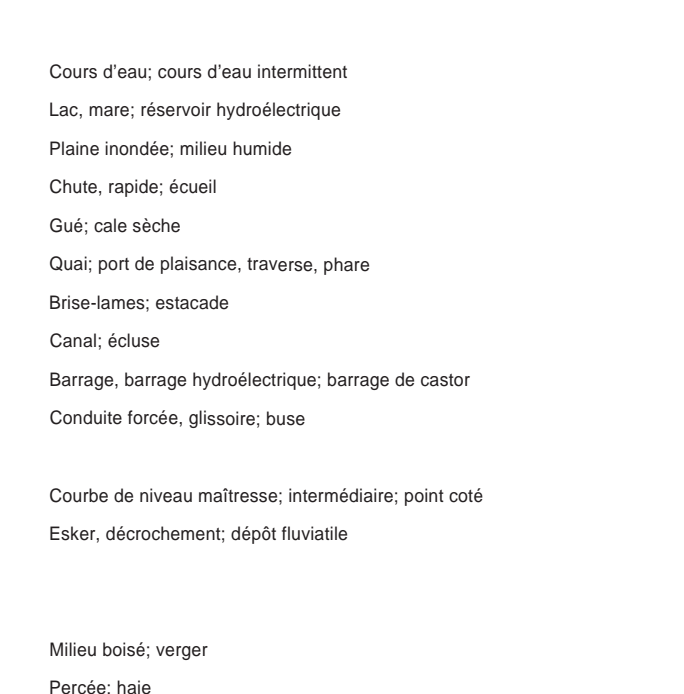 Cours d’eau; cours d’eau intermittent
Lac, mare; réservoir hydroélectrique
Plaine inondée; milieu humide
Chute, rapide; écueil
Gué; cale sèche
Quai; port de plaisance, traverse, phare
Brise-lames; estacade
Canal; écluse
Barrage, barrage hydroélectrique; barrage de castor
Conduite forcée, glissoire; buse
Courbe de niveau maîtresse; intermédiaire; point coté
Esker, décrochement; dépôt fluviatile
Milieu boisé; verger
Percée; haie